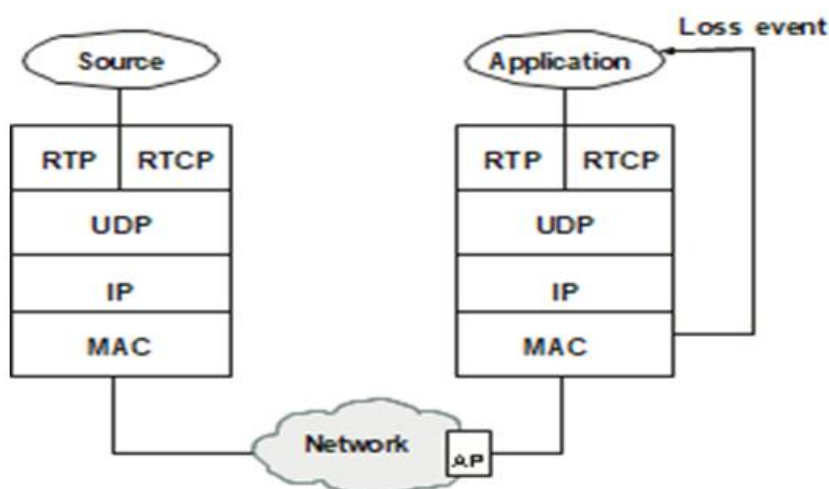 Loss event
Source Application
RTP RTCP RTP RTCP
UDP UDP
IP IP
MAC MAC
Network
AP